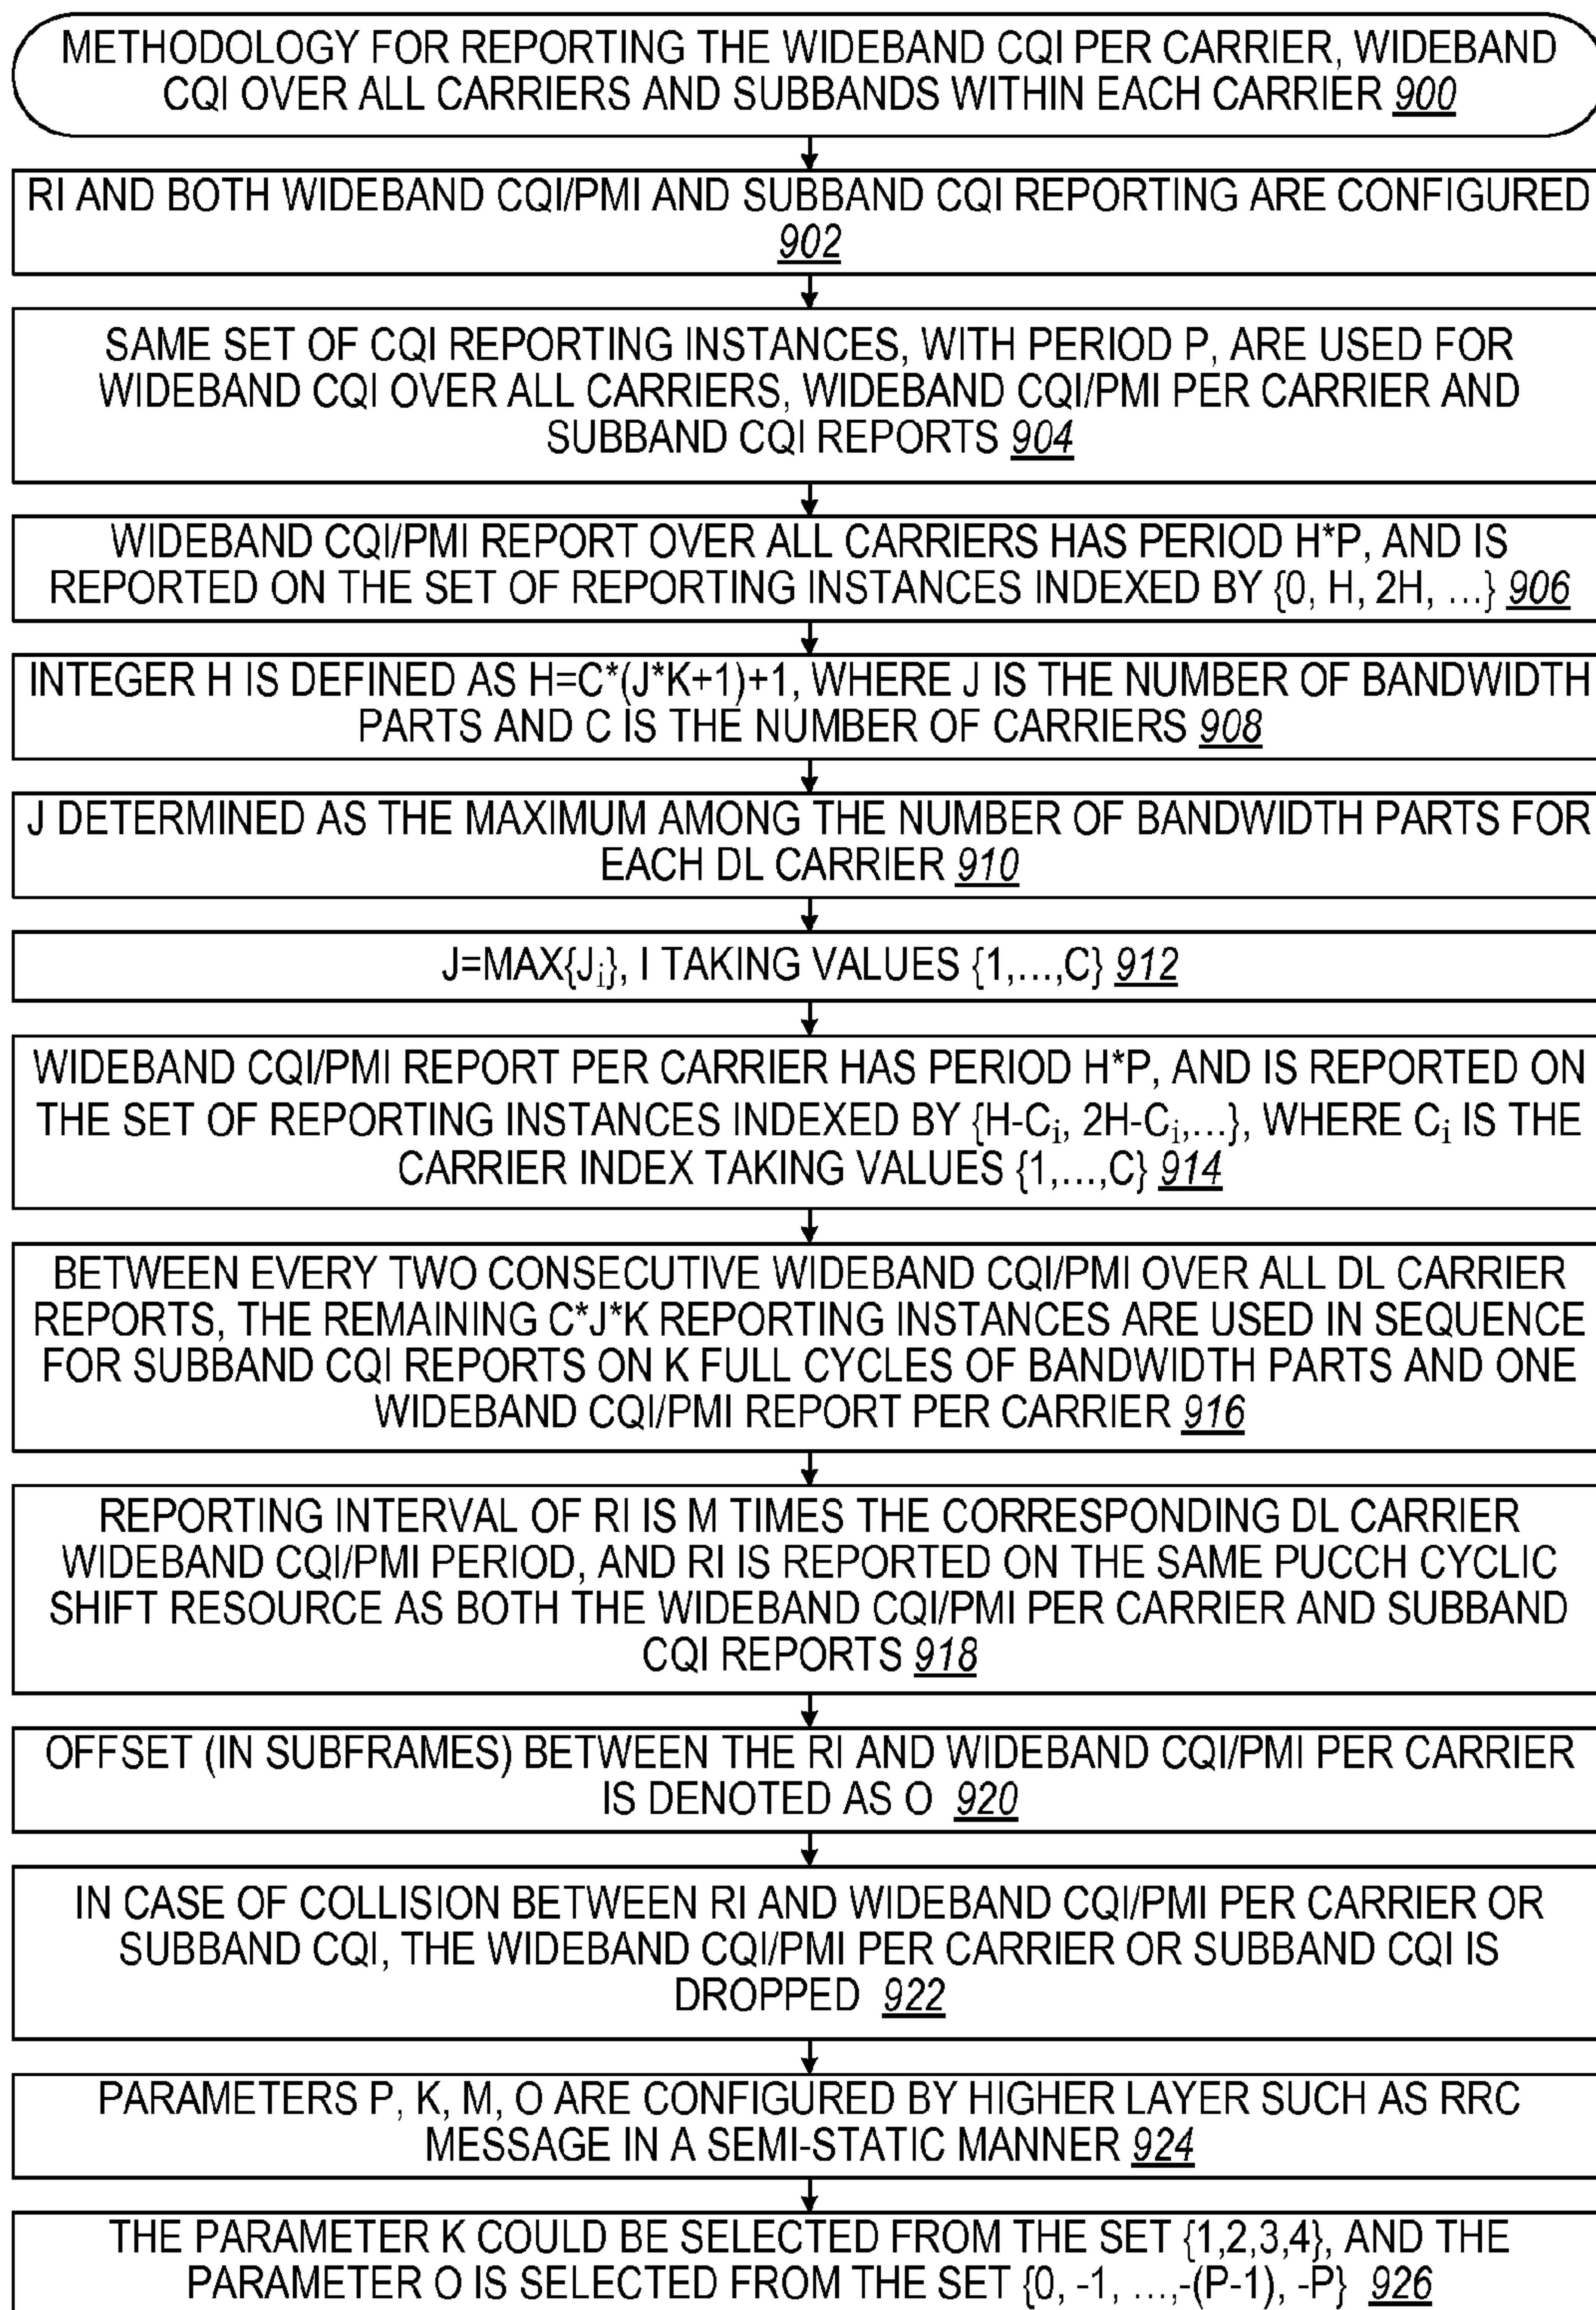 METHODOLOGY FOR REPORTING THE WIDEBAND CQI PER CARRIER, WIDEBAND
CQI OVER ALL CARRIERS AND SUBBANDS WITHIN EACH CARRIER 900
RI AND BOTH WIDEBAND CQI/PMI AND SUBBAND CQI REPORTING ARE CONFIGURED
902
SAME SET OF CQI REPORTING INSTANCES, WITH PERIOD P, ARE USED FOR
WIDEBAND CQI OVER ALL CARRIERS, WIDEBAND CQI/PMI PER CARRIER AND
SUBBAND CQI REPORTS 904
WIDEBAND CQI/PMI REPORT OVER ALL CARRIERS HAS PERIOD H*P, AND IS
REPORTED ON THE SET OF REPORTING INSTANCES INDEXED BY {0, H, 2H, ...} 906
INTEGER H IS DEFINED AS H=C*(J*K+1)+1, WHERE J IS THE NUMBER OF BANDWIDTH
PARTS AND C IS THE NUMBER OF CARRIERS 908
J DETERMINED AS THE MAXIMUM AMONG THE NUMBER OF BANDWIDTH PARTS FOR
EACH DL CARRIER 910
J=MAX{Ji}, I TAKING VALUES {1,...,C} 912
WIDEBAND CQI/PMI REPORT PER CARRIER HAS PERIOD H*P, AND IS REPORTED ON
THE SET OF REPORTING INSTANCES INDEXED BY {H-Ci, 2H-Ci,...}, WHERE Ci IS THE
CARRIER INDEX TAKING VALUES {1,...,C} 914
BETWEEN EVERY TWO CONSECUTIVE WIDEBAND CQI/PMI OVER ALL DL CARRIER
REPORTS, THE REMAINING C*J*K REPORTING INSTANCES ARE USED IN SEQUENCE
FOR SUBBAND CQI REPORTS ON K FULL CYCLES OF BANDWIDTH PARTS AND ONE
WIDEBAND CQI/PMI REPORT PER CARRIER 916
REPORTING INTERVAL OF RI IS M TIMES THE CORRESPONDING DL CARRIER
WIDEBAND CQI/PMI PERIOD, AND RI IS REPORTED ON THE SAME PUCCH CYCLIC
SHIFT RESOURCE AS BOTH THE WIDEBAND CQI/PMI PER CARRIER AND SUBBAND
CQI REPORTS 918
OFFSET (IN SUBFRAMES) BETWEEN THE RI AND WIDEBAND CQI/PMI PER CARRIER
IS DENOTED AS O 920
IN CASE OF COLLISION BETWEEN RI AND WIDEBAND CQI/PMI PER CARRIER OR
SUBBAND CQI, THE WIDEBAND CQI/PMI PER CARRIER OR SUBBAND CQI IS
DROPPED 922
PARAMETERS P, K, M, O ARE CONFIGURED BY HIGHER LAYER SUCH AS RRC
MESSAGE IN A SEMI-STATIC MANNER 924
THE PARAMETER K COULD BE SELECTED FROM THE SET {1,2,3,4}, AND THE
PARAMETER O IS SELECTED FROM THE SET {0, -1, ...,-(P-1), -P} 926